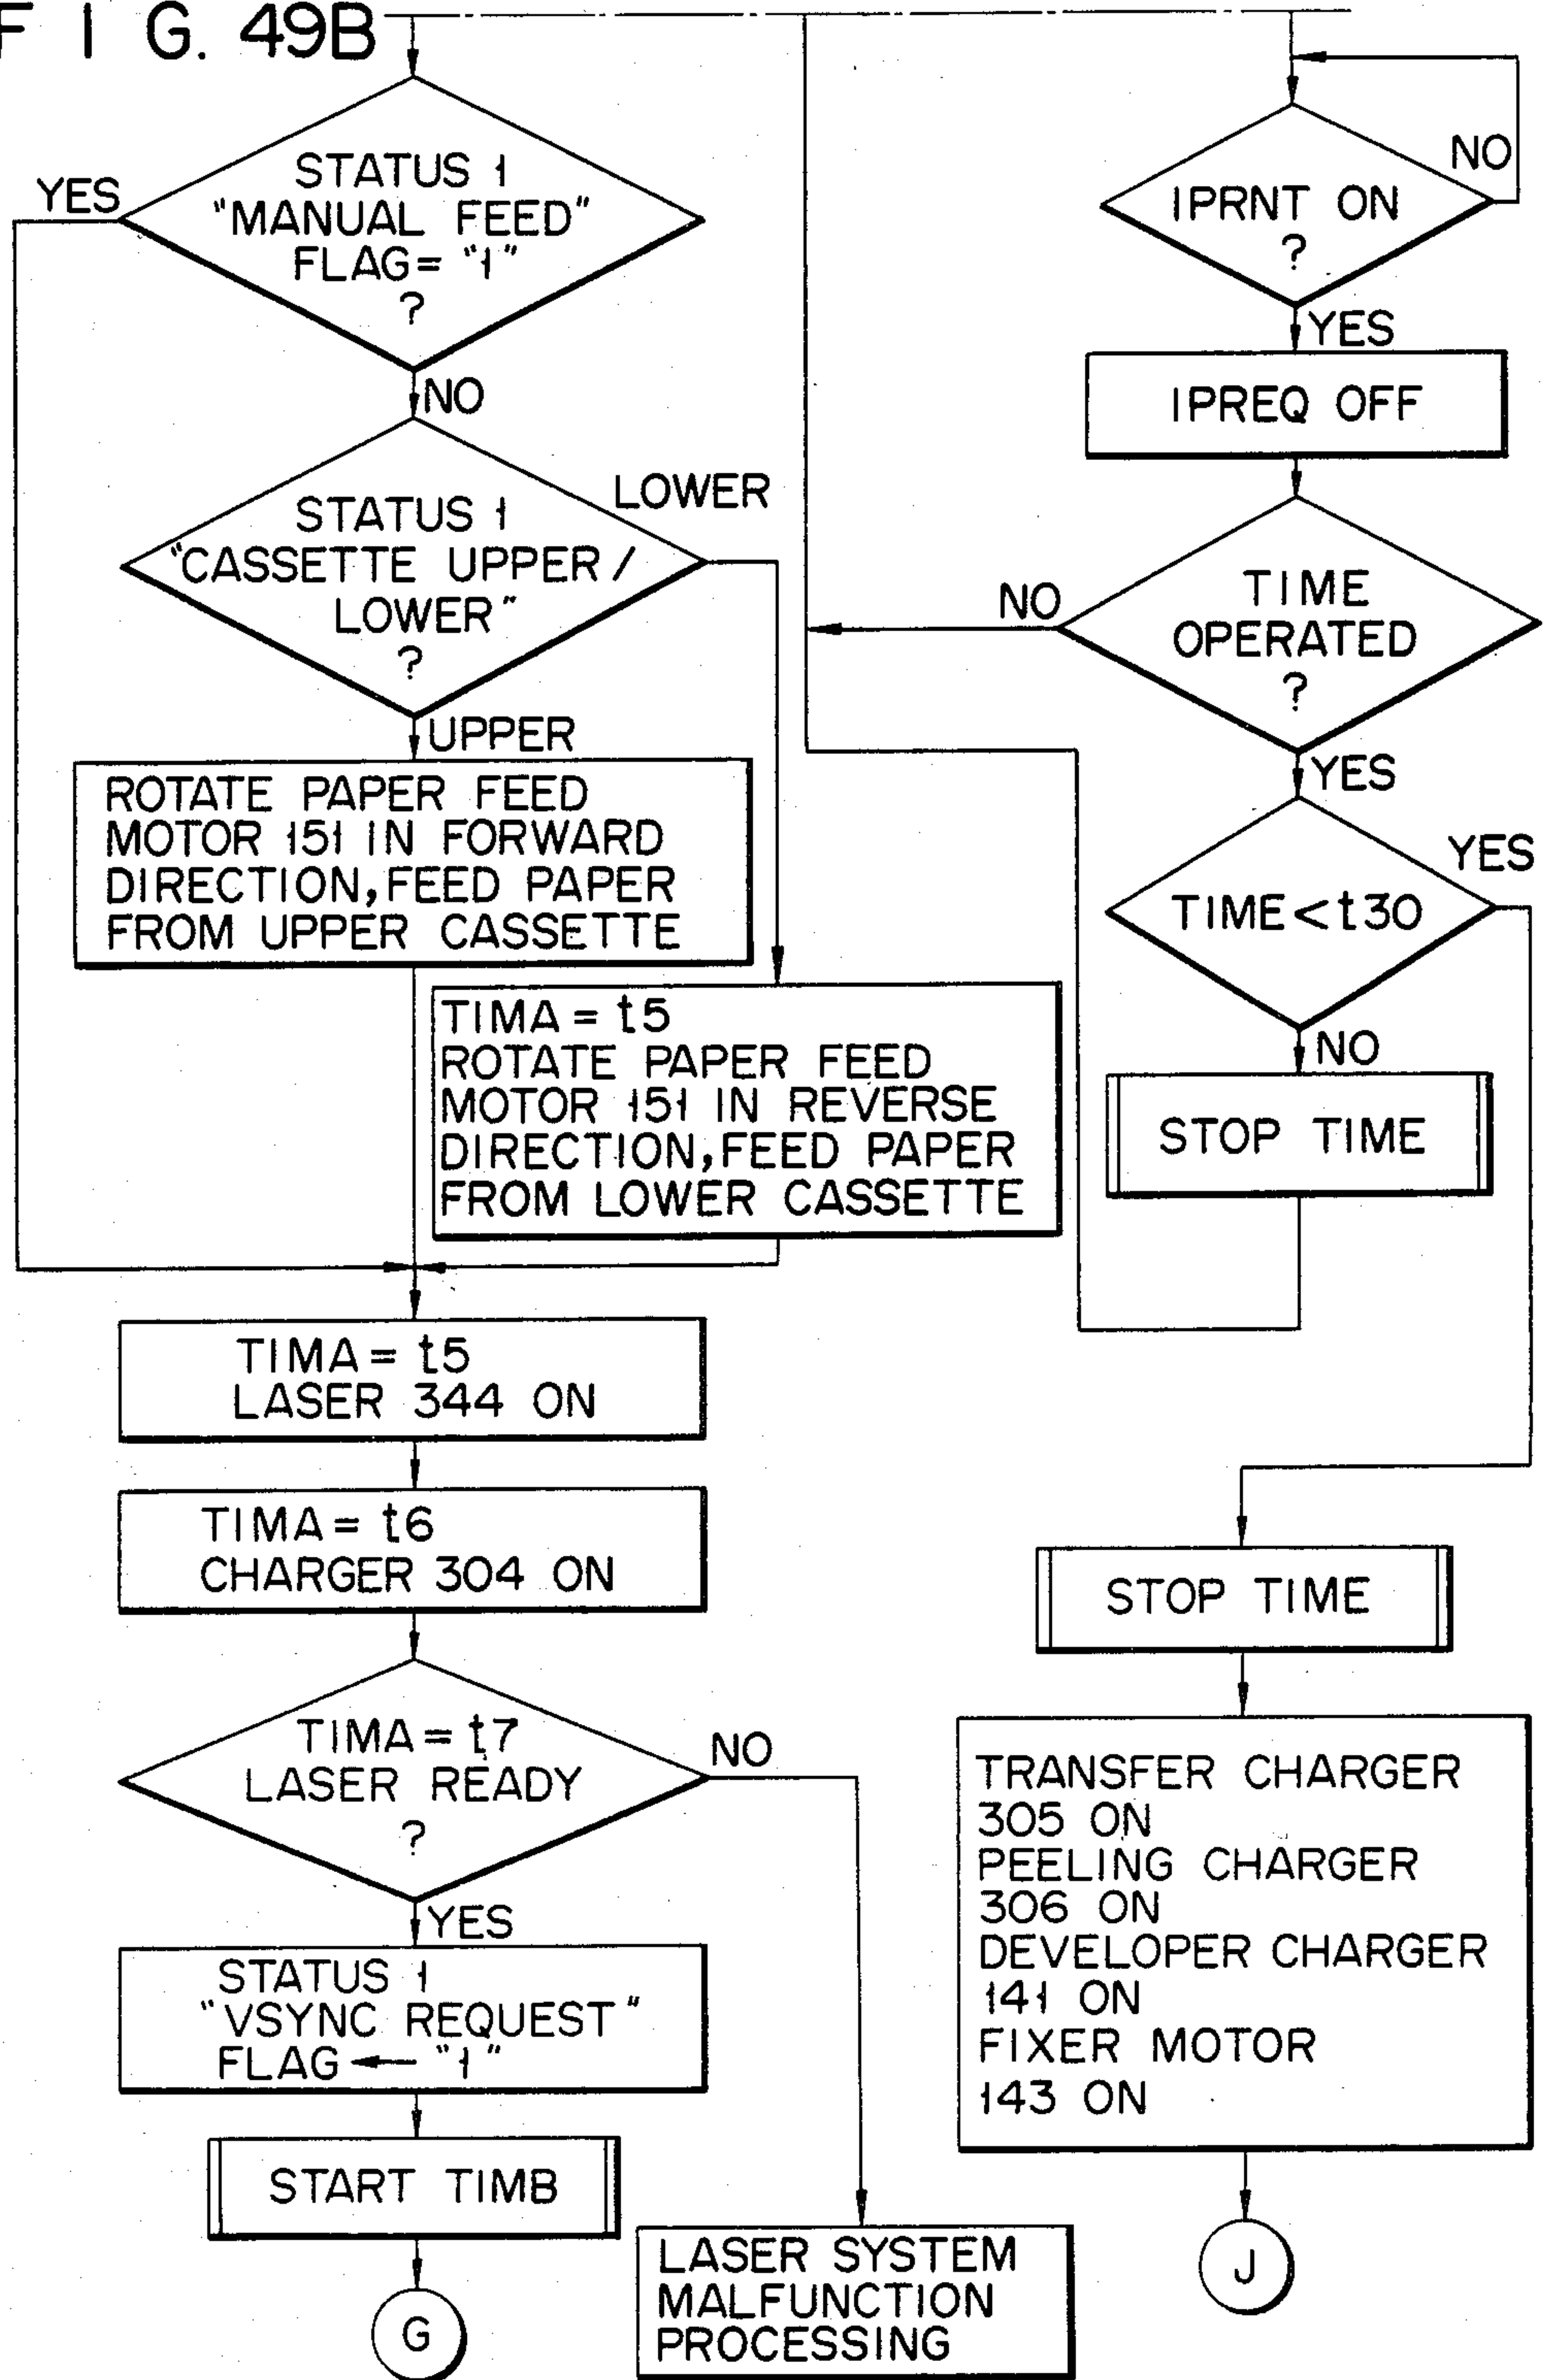 F I G. 49B
STATUS 1
"MANUAL FEED"
FLAG = "1"
?
YES
NO
STATUS 1
"CASSETTE UPPER /
LOWER"
?
LOWER
UPPER
ROTATE PAPER FEED
MOTOR 151 IN FORWARD
DIRECTION, FEED PAPER
FROM UPPER CASSETTE
TIMA = t5
ROTATE PAPER FEED
MOTOR 151 IN REVERSE
DIRECTION, FEED PAPER
FROM LOWER CASSETTE
TIMA = t5
LASER 344 ON
TIMA = t6
CHARGER 304 ON
TIMA = t7
LASER READY
?
NO
YES
STATUS 1
"VSYNC REQUEST"
FLAG ← "1"
START TIMB
G
LASER SYSTEM
MALFUNCTION
PROCESSING
IPRNT ON
?
NO
YES
IPREQ OFF
TIME
OPERATED
?
NO
YES
TIME < t30
YES
NO
STOP TIME
STOP TIME
TRANSFER CHARGER
305 ON
PEELING CHARGER
306 ON
DEVELOPER CHARGER
141 ON
FIXER MOTOR
143 ON
J